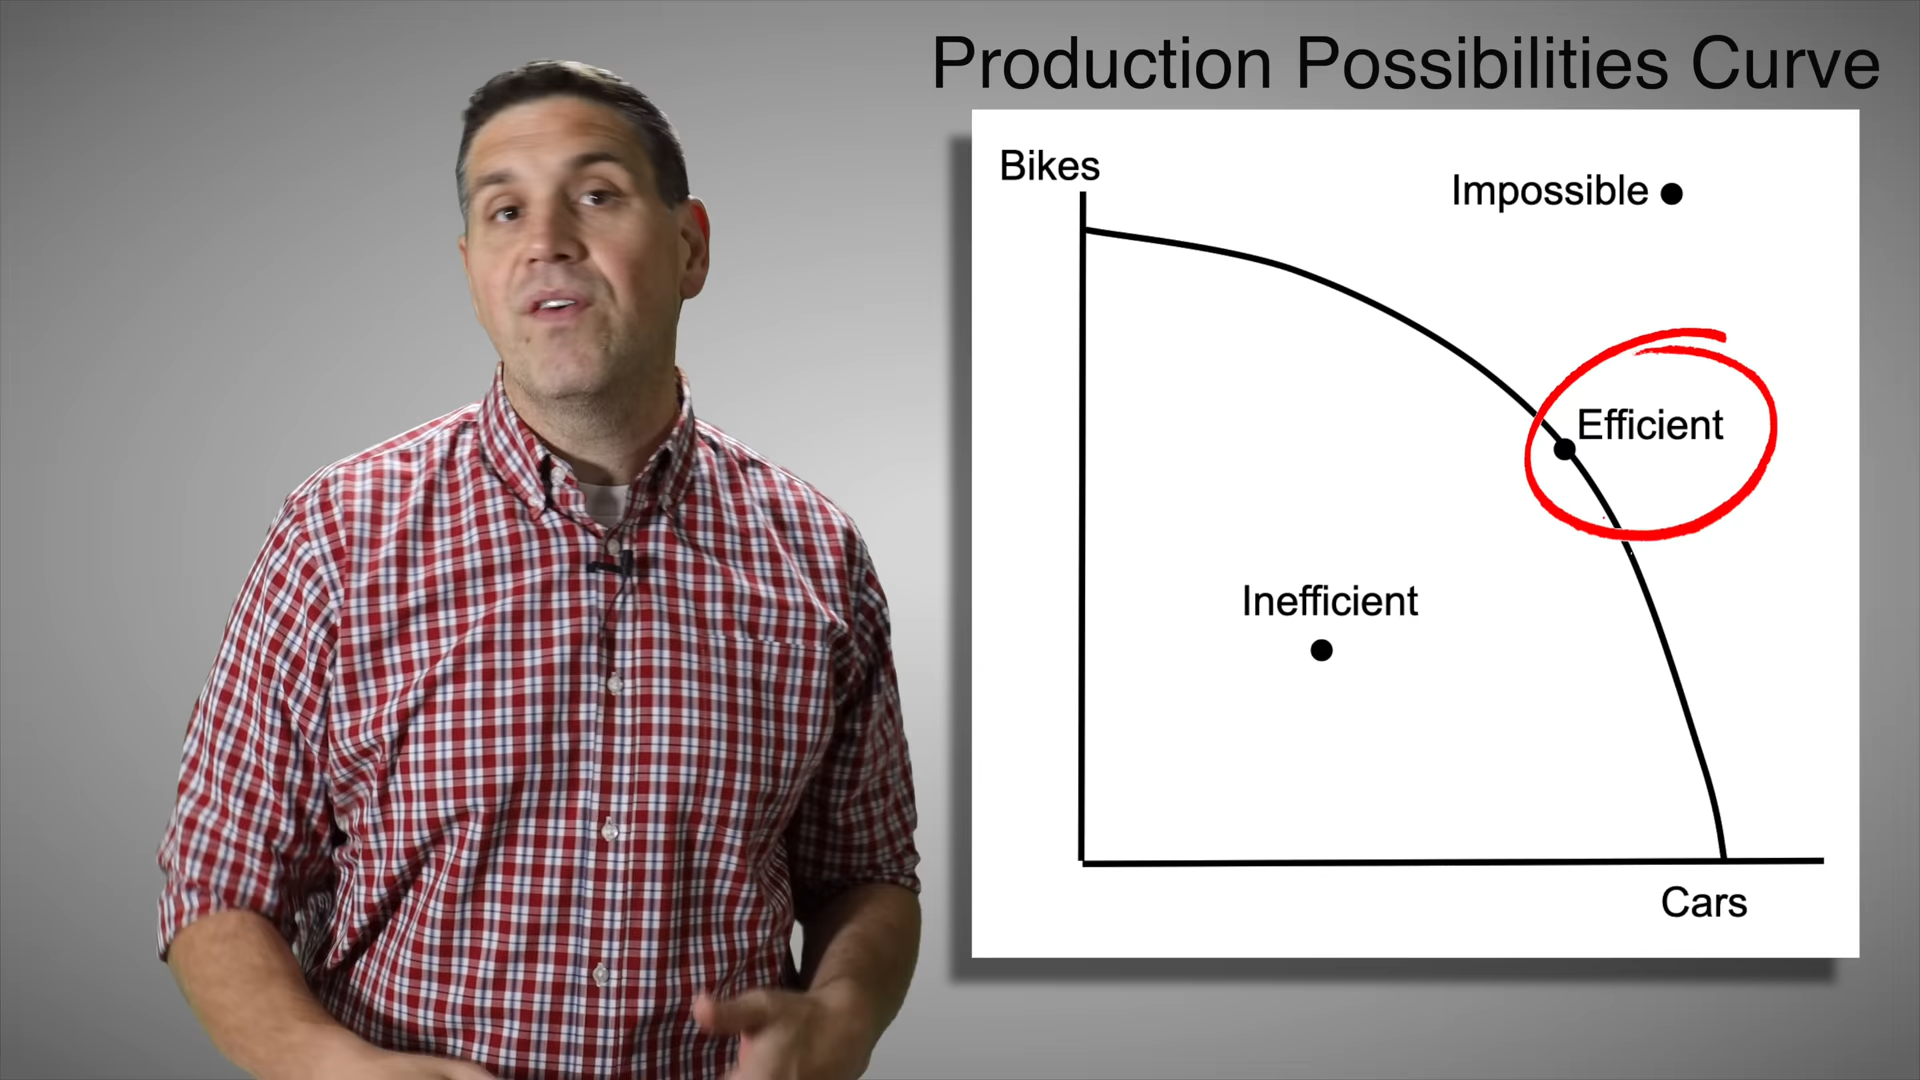 Production Possibilities Curve
Bikes
Impossible
Efficient
Inefficient
Cars